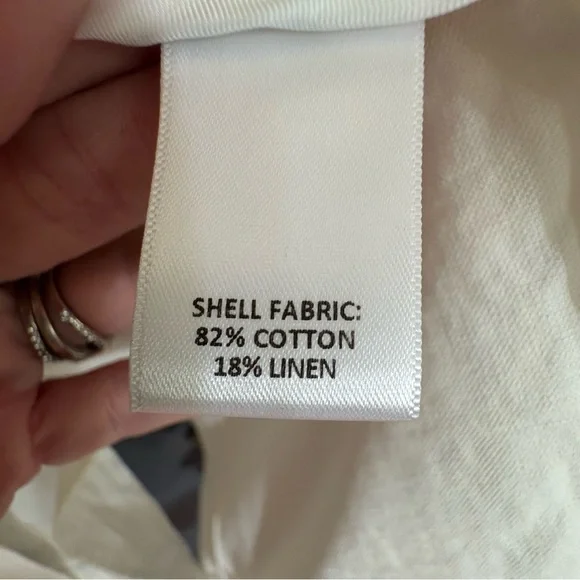 SHELL FABRIC:
82% COTTON
18% LINEN